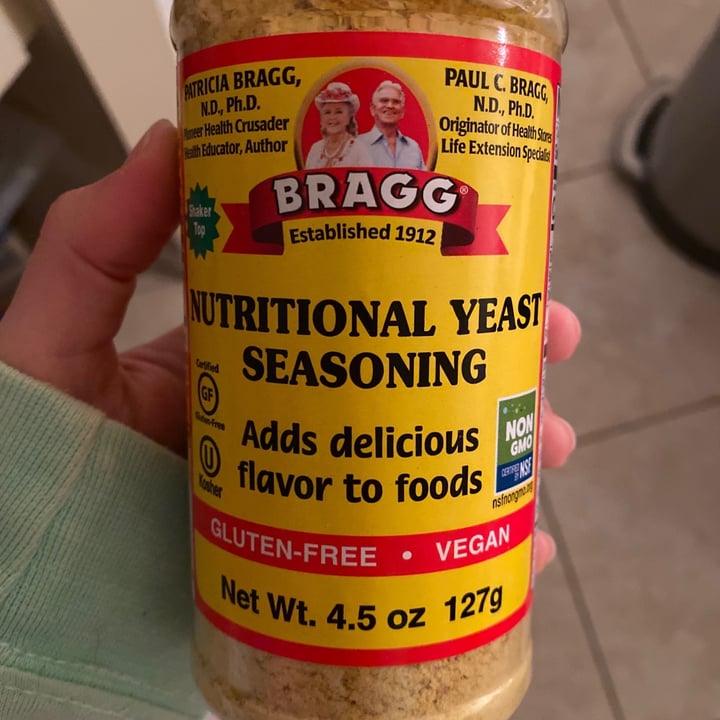 PATRICIA BRAGG,
N.D., Ph.D.
Pioneer Health Crusader
Health Educator, Author
PAUL C. BRAGG,
N.D., Ph.D.
Originator of Health Stores
Life Extension Specialist
BRAGG®
Established 1912
Shaker
Top
NUTRITIONAL YEAST
SEASONING
Certified
GF
Gluten-Free
U
Kosher
Adds delicious
flavor to foods
NON
GMO
CERTIFIED
BY NSF
nsfnongmo.org
GLUTEN-FREE • VEGAN
Net Wt. 4.5 oz 127g